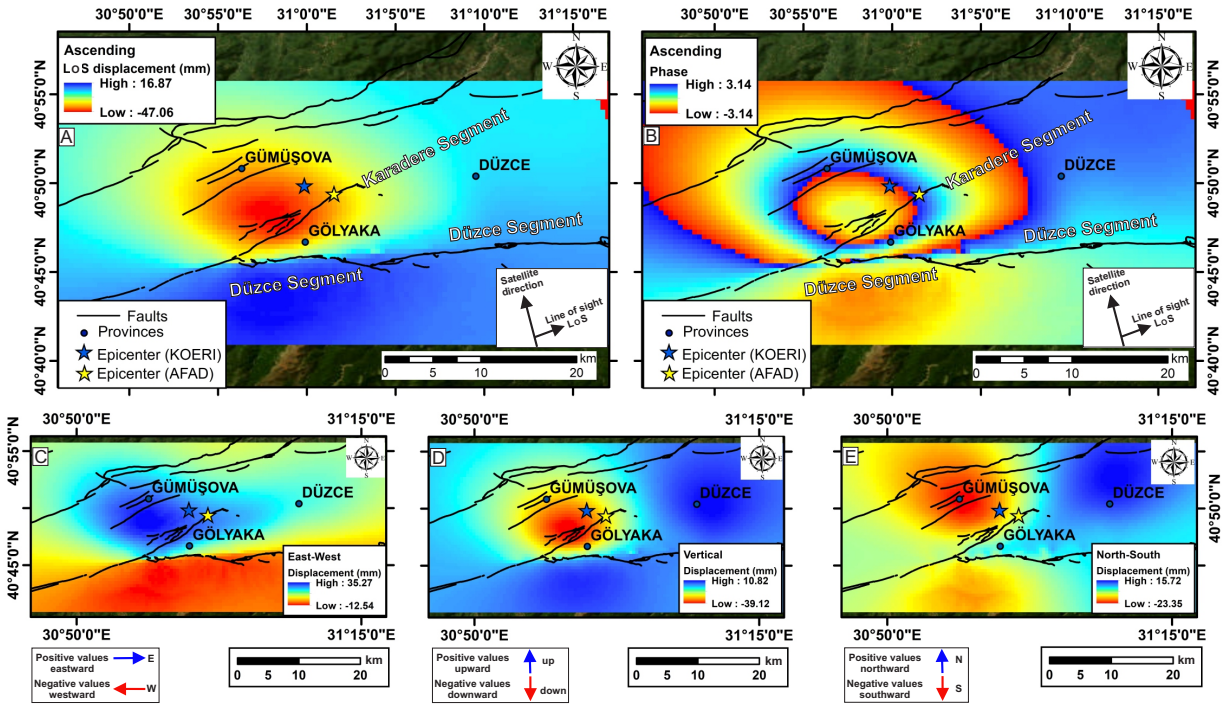 30°50'0"E 30°55'0"E 31°0'0"E 31°5'0"E 31°10'0"E 31°15'0"E
30°50'0"E 30°55'0"E 31°0'0"E 31°5'0"E 31°10'0"E 31°15'0"E
40°55'0"N
40°50'0"N
40°45'0"N
40°40'0"N
Ascending
LoS displacement (mm)
High : 16.87
Low : -47.06
A
N
W E
S
GÜMÜŞOVA
Karadere Segment
DÜZCE
GÖLYAKA
Düzce Segment
Düzce Segment
Satellite
direction
Line of sight
LoS
Faults
Provinces
Epicenter (KOERI)
Epicenter (AFAD)
0 5 10 20
km
Ascending
Phase
High : 3.14
Low : -3.14
B
N
W E
S
GÜMÜŞOVA
Karadere Segment
DÜZCE
GÖLYAKA
Düzce Segment
Düzce Segment
Satellite
direction
Line of sight
LoS
Faults
Provinces
Epicenter (KOERI)
Epicenter (AFAD)
0 5 10 20
km
40°55'0"N
40°50'0"N
40°45'0"N
40°40'0"N
30°50'0"E 31°15'0"E
30°50'0"E 31°15'0"E
30°50'0"E 31°15'0"E
40°55'0"N
40°45'0"N
C
N
W E
S
GÜMÜŞOVA
DÜZCE
GÖLYAKA
East-West
Displacement (mm)
High : 35.27
Low : -12.54
D
N
W E
S
GÜMÜŞOVA
DÜZCE
GÖLYAKA
Vertical
Displacement (mm)
High : 10.82
Low : -39.12
E
N
W E
S
GÜMÜŞOVA
DÜZCE
GÖLYAKA
North-South
Displacement (mm)
High : 15.72
Low : -23.35
40°50'0"N
30°50'0"E 31°15'0"E
30°50'0"E 31°15'0"E
30°50'0"E 31°15'0"E
Positive values
eastward
E
Negative values
westward
W
km
0 10 20
Positive values
upward
up
Negative values
downward
down
km
0 10 20
Positive values
northward
N
Negative values
southward
S
km
0 10 20